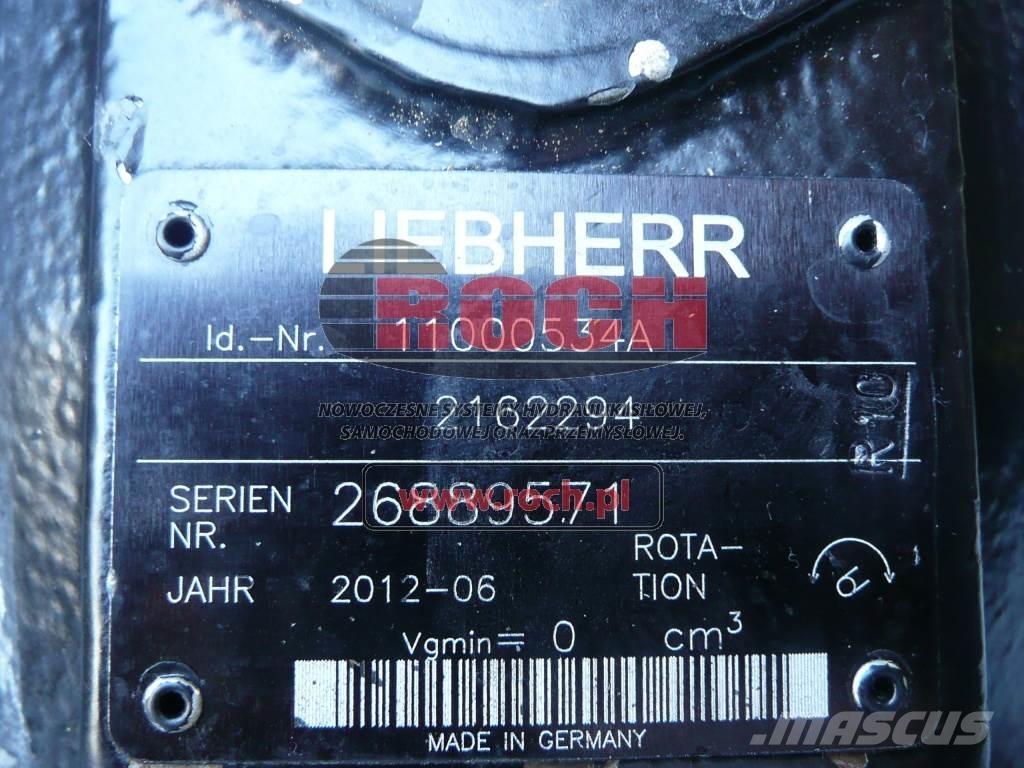 LIEBHERR
ROCH
Id.-Nr. 11000534A
2162294
NOWOCZESNE SYSTEMY HYDRAULIKI SIŁOWEJ,
SAMOCHODOWEJ ORAZ PRZEMYSŁOWEJ.
R 10
www.roch.pl
SERIEN 26889571
NR.
ROTA-
JAHR 2012-06 TION
Vgmin = 0 cm³
MADE IN GERMANY
MASCUS